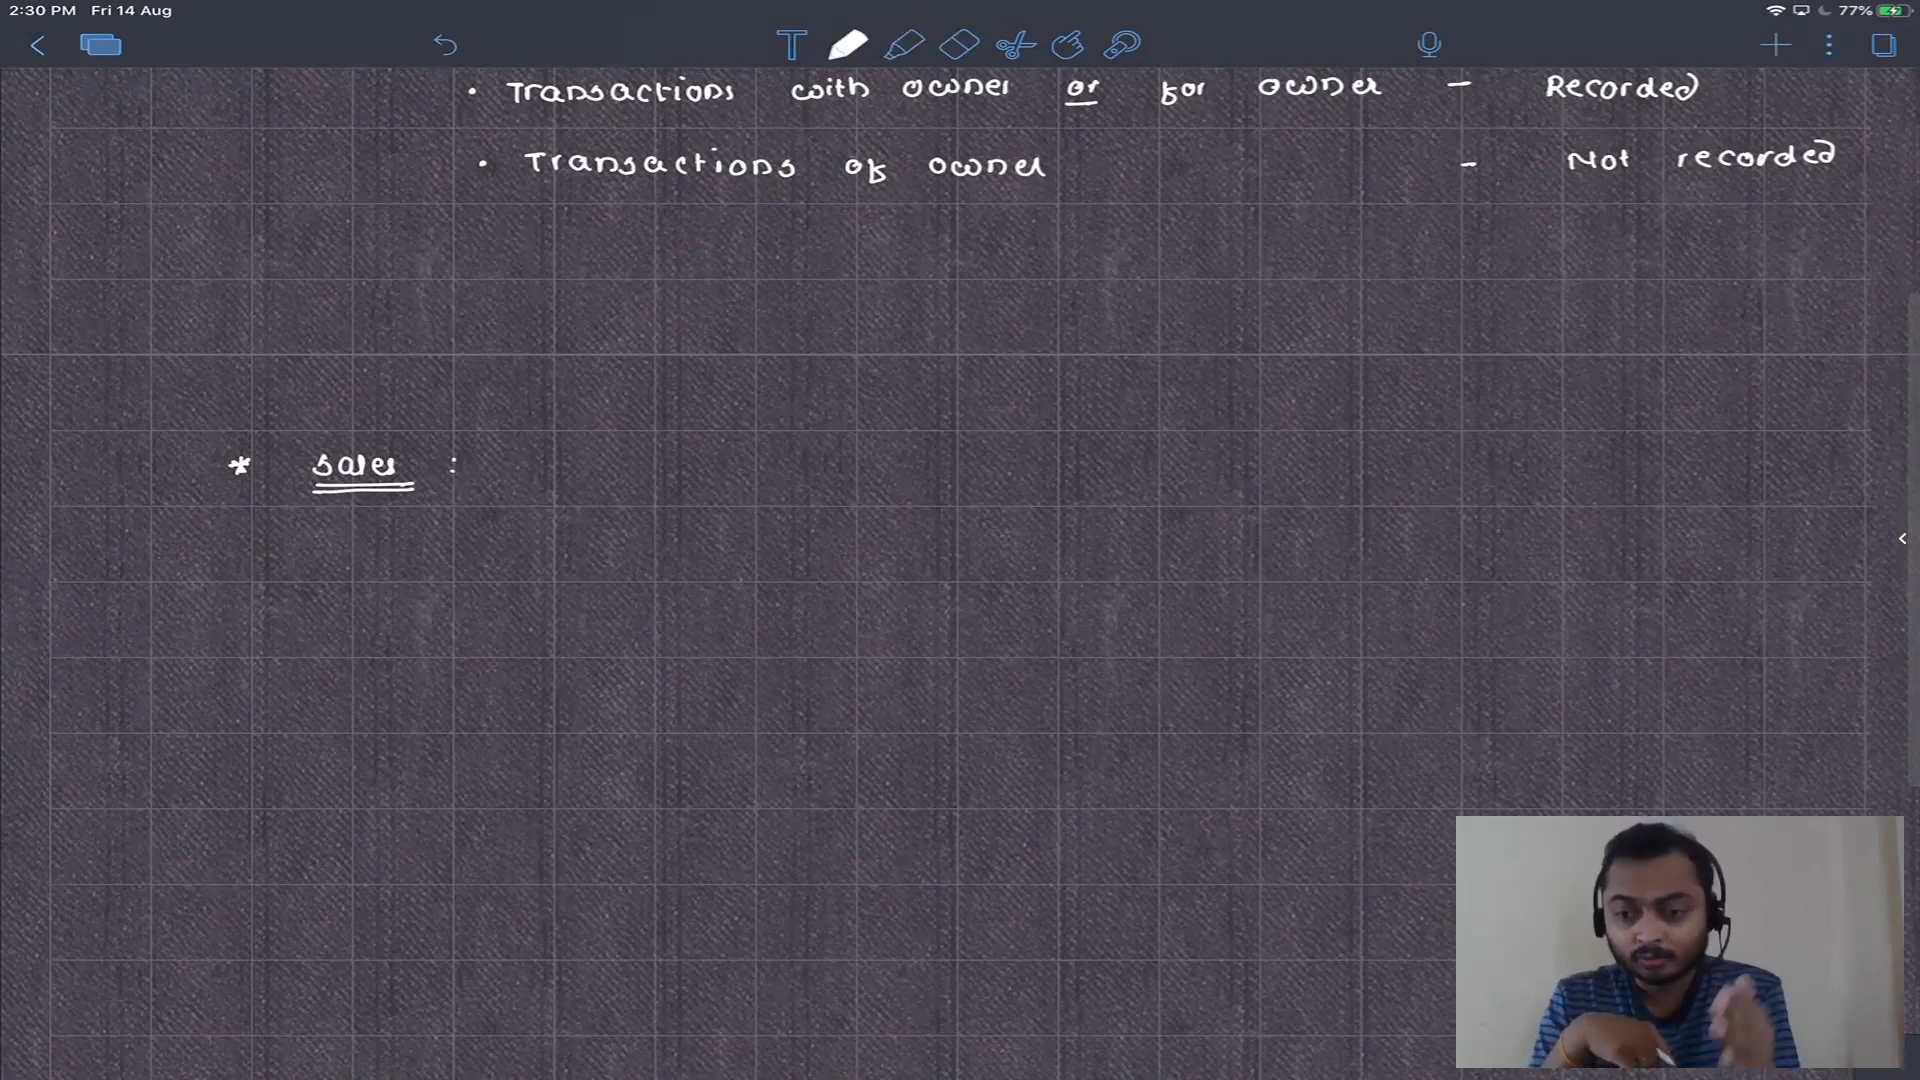 2:30 PM Fri 14 Aug 77%
T
• Transactions with owner or for owner - Recorded
• Transactions of owner - Not recorded
* Sales :